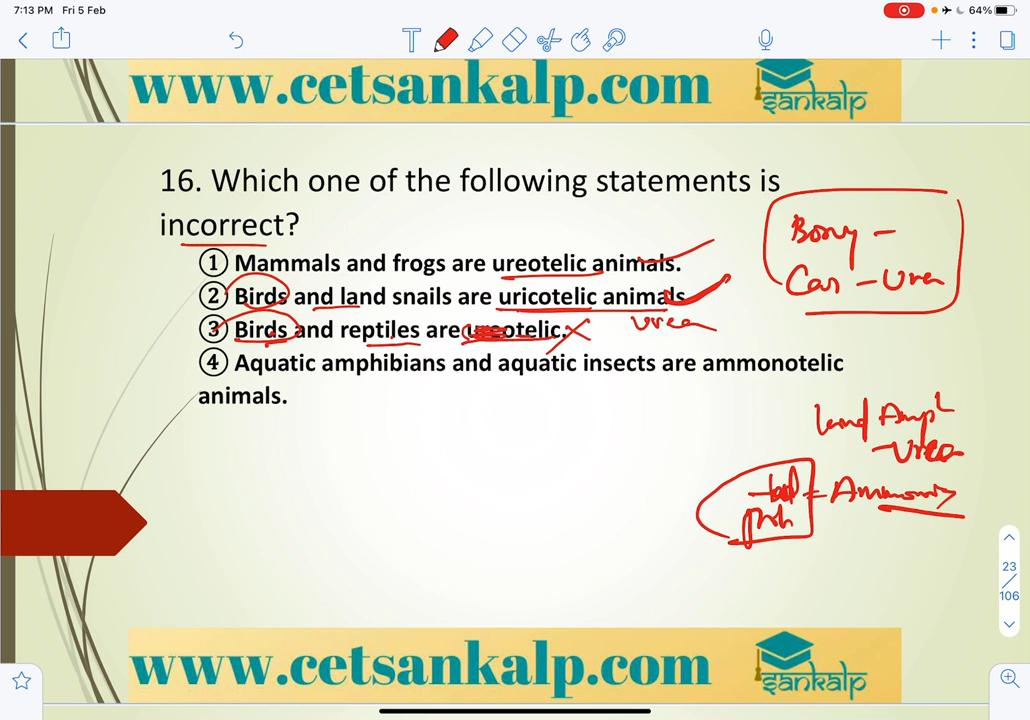 7:13 PM Fri 5 Feb
64%
www.cetsankalp.com
sankalp
16. Which one of the following statements is
incorrect?
① Mammals and frogs are ureotelic animals.
② Birds and land snails are uricotelic animals
③ Birds and reptiles are ureotelic.
urea
④ Aquatic amphibians and aquatic insects are ammonotelic
animals.
Bony -
Car - Urea
land
- Urea
23
106
www.cetsankalp.com
sankalp